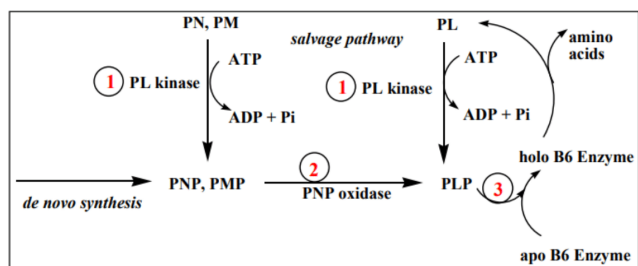 PN, PM
salvage pathway
PL
amino
acids
ATP
ATP
1 PL kinase
1 PL kinase
ADP + Pi
ADP + Pi
holo B6 Enzyme
2
PNP, PMP
PLP
3
de novo synthesis
PNP oxidase
apo B6 Enzyme